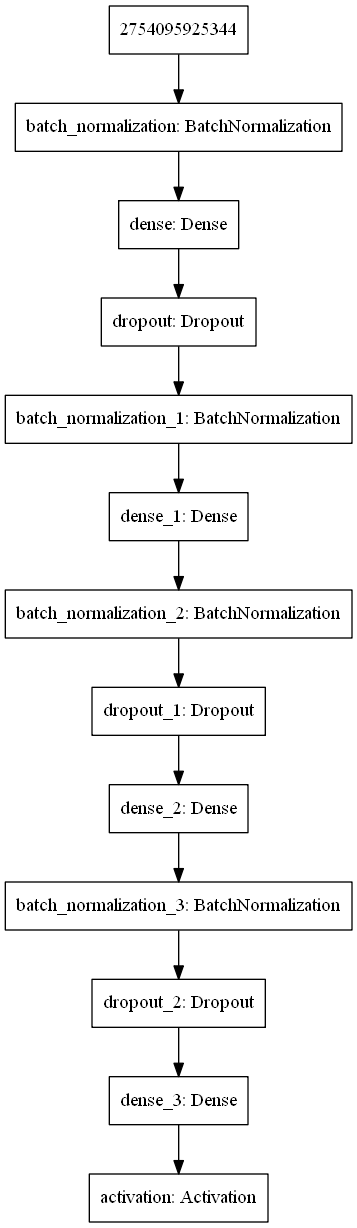 2754095925344
batch_normalization: BatchNormalization
dense: Dense
dropout: Dropout
batch_normalization_1: BatchNormalization
dense_1: Dense
batch_normalization_2: BatchNormalization
dropout_1: Dropout
dense_2: Dense
batch_normalization_3: BatchNormalization
dropout_2: Dropout
dense_3: Dense
activation: Activation